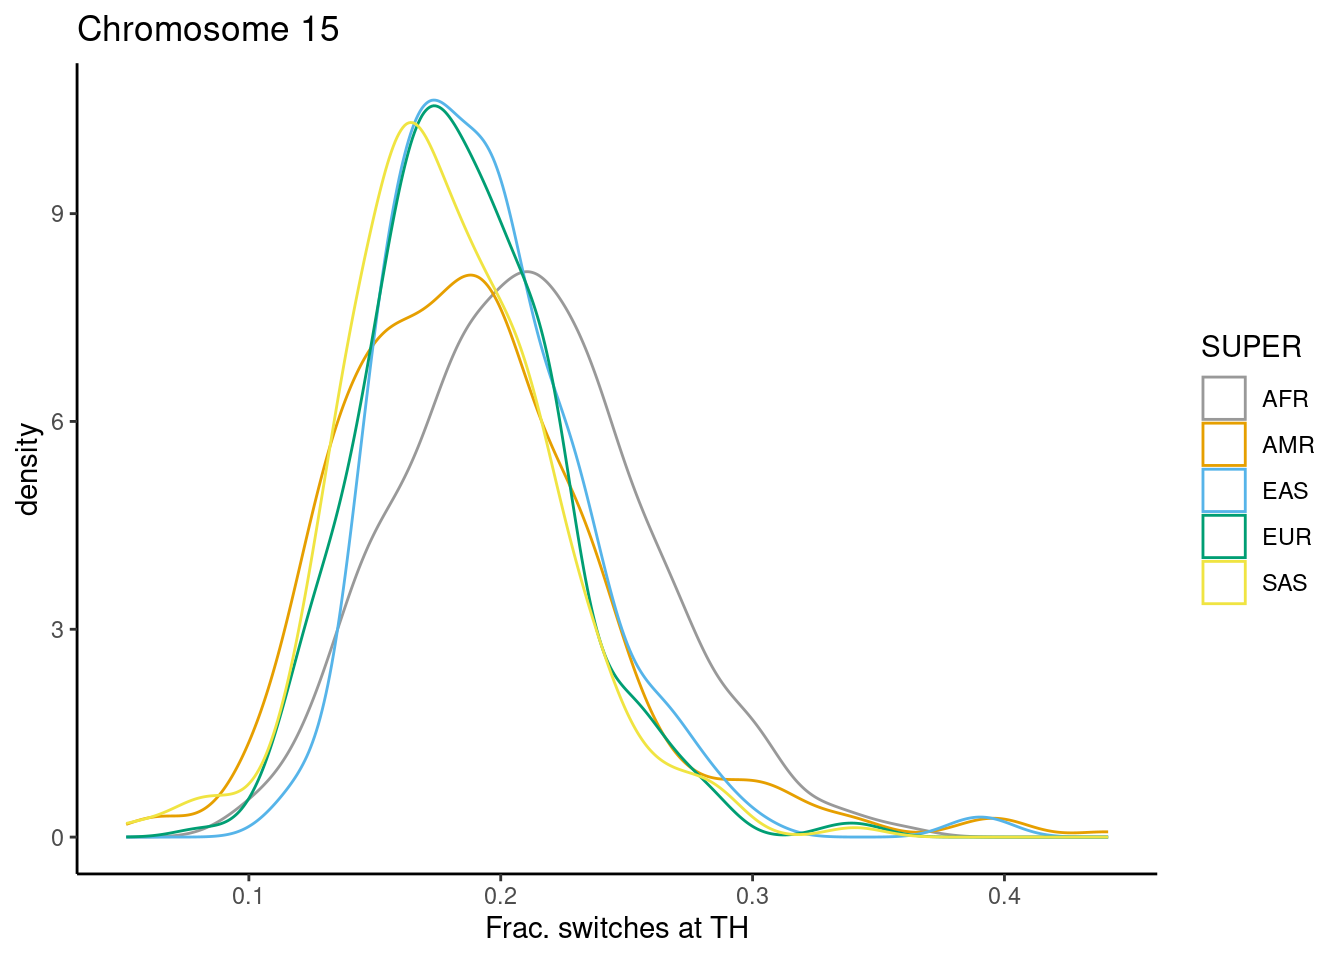 Chromosome 15
density
9
6
3
0
0.1
0.2
0.3
0.4
Frac. switches at TH
SUPER
AFR
AMR
EAS
EUR
SAS